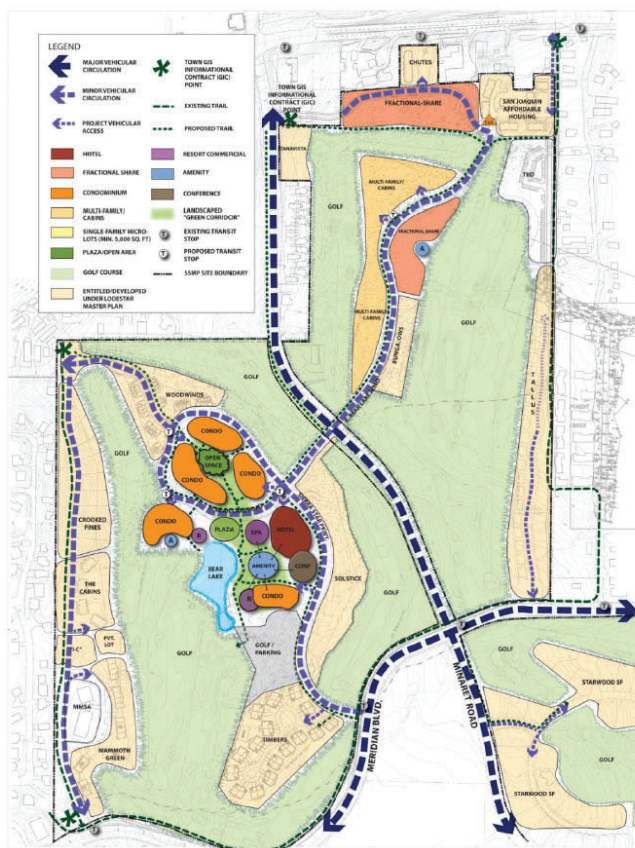 LEGEND
MAJOR VEHICULAR
CIRCULATION
MINOR VEHICULAR
CIRCULATION
PROJECT VEHICULAR
ACCESS
HOTEL
FRACTIONAL SHARE
CONDOMINIUM
MULTI-FAMILY/
CABINS
SINGLE-FAMILY MICRO-
LOTS (MIN. 5,000 SQ. FT)
PLAZA/OPEN AREA
GOLF COURSE
ENTITLED/DEVELOPED
UNDER LODESTAR
MASTER PLAN
TOWN GIS
INFORMATIONAL
CONTRACT (GIC)
POINT
EXISTING TRAIL
PROPOSED TRAIL
RESORT COMMERCIAL
AMENITY
CONFERENCE
LANDSCAPED
"GREEN CORRIDOR"
T
EXISTING TRANSIT
STOP
T
PROPOSED TRANSIT
STOP
SSMP SITE BOUNDARY
T
T
T
CHUTES
TOWN GIS
INFORMATIONAL
CONTRACT (GIC)
POINT
FRACTIONAL-SHARE
SAN JOAQUIN
AFFORDABLE
HOUSING
TANAVISTA
GOLF
MULTI-FAMILY/
CABINS
TBD
FRACTIONAL-SHARE
A
GOLF
MULTI-FAMILY/
CABINS
BUNGALOWS
TALLUS
GOLF
WOODWINDS
GOLF
CONDO
OPEN
SPACE
CONDO
CONDO
T
T
T
CONDO
R
A
PLAZA
SPA
HOTEL
CROOKED
PINES
BEAR
LAKE
AMENITY
CONF
SOLSTICE
THE
CABINS
R
CONDO
GOLF
PVT.
LOT
GOLF
GOLF/
PARKING
GOLF
MMSA
STARWOOD SF
TIMBERS
MAMMOTH
GREEN
MERIDIAN BLVD.
MINARET ROAD
GOLF
STARWOOD SF
T